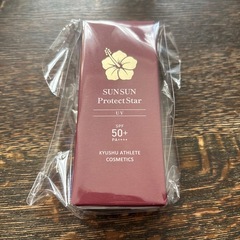 SUNSUN
Protect Star
UV
SPF
50+
PA++++
KYUSHU ATHLETE
COSMETICS